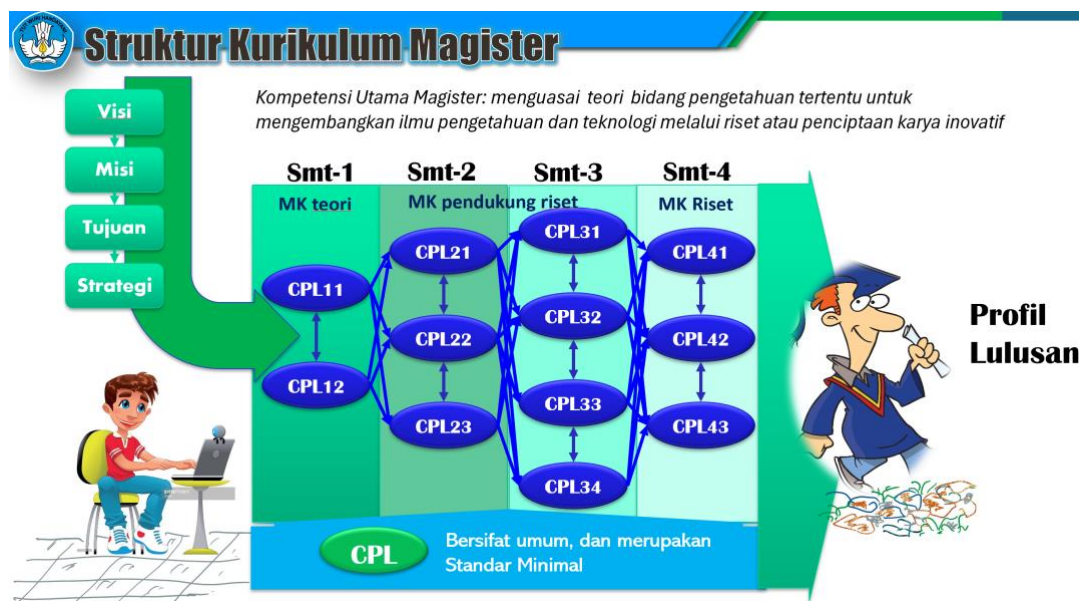 TUT WURI HANDAYANI
Struktur Kurikulum Magister
Visi
Misi
Tujuan
Strategi
Kompetensi Utama Magister: menguasai teori bidang pengetahuan tertentu untuk
mengembangkan ilmu pengetahuan dan teknologi melalui riset atau penciptaan karya inovatif
Smt-1
Smt-2
Smt-3
Smt-4
MK teori
MK pendukung riset
MK Riset
CPL11
CPL12
CPL21
CPL22
CPL23
CPL31
CPL32
CPL33
CPL34
CPL41
CPL42
CPL43
Profil
Lulusan
CPL
Bersifat umum, dan merupakan
Standar Minimal